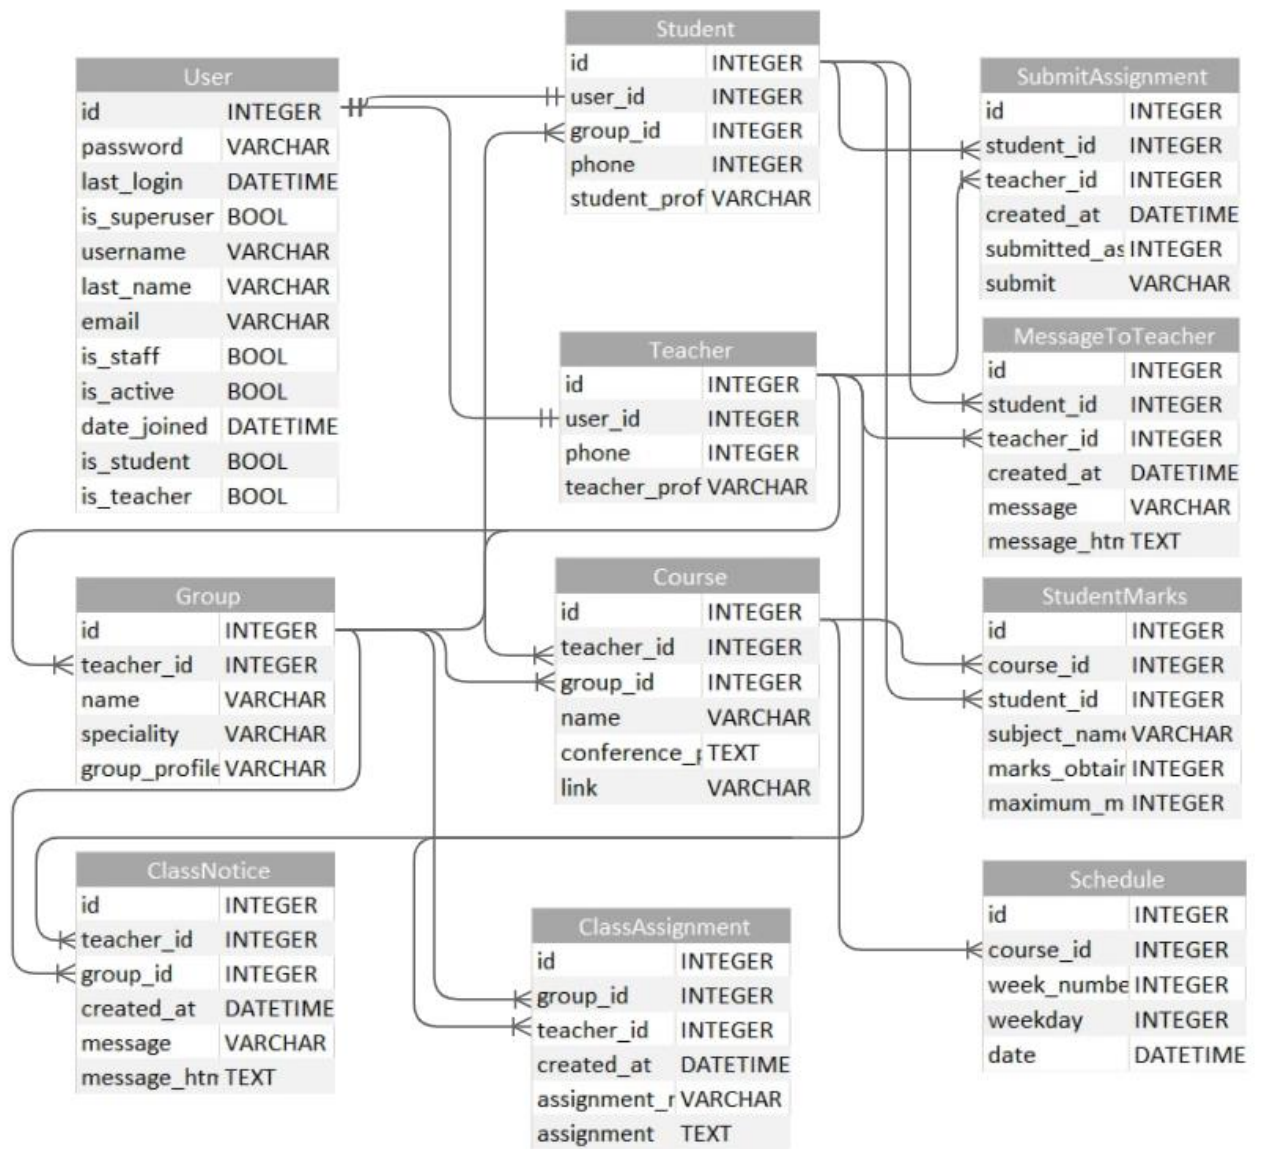 User
id INTEGER
password VARCHAR
last_login DATETIME
is_superuser BOOL
username VARCHAR
last_name VARCHAR
email VARCHAR
is_staff BOOL
is_active BOOL
date_joined DATETIME
is_student BOOL
is_teacher BOOL
Student
id INTEGER
user_id INTEGER
group_id INTEGER
phone INTEGER
student_prof VARCHAR
SubmitAssignment
id INTEGER
student_id INTEGER
teacher_id INTEGER
created_at DATETIME
submitted_as INTEGER
submit VARCHAR
Teacher
id INTEGER
user_id INTEGER
phone INTEGER
teacher_prof VARCHAR
MessageToTeacher
id INTEGER
student_id INTEGER
teacher_id INTEGER
created_at DATETIME
message VARCHAR
message_htm TEXT
Group
id INTEGER
teacher_id INTEGER
name VARCHAR
speciality VARCHAR
group_profile VARCHAR
Course
id INTEGER
teacher_id INTEGER
group_id INTEGER
name VARCHAR
conference_p TEXT
link VARCHAR
StudentMarks
id INTEGER
course_id INTEGER
student_id INTEGER
subject_name VARCHAR
marks_obtain INTEGER
maximum_m INTEGER
ClassNotice
id INTEGER
teacher_id INTEGER
group_id INTEGER
created_at DATETIME
message VARCHAR
message_htm TEXT
ClassAssignment
id INTEGER
group_id INTEGER
teacher_id INTEGER
created_at DATETIME
assignment_n VARCHAR
assignment TEXT
Schedule
id INTEGER
course_id INTEGER
week_numbe INTEGER
weekday INTEGER
date DATETIME